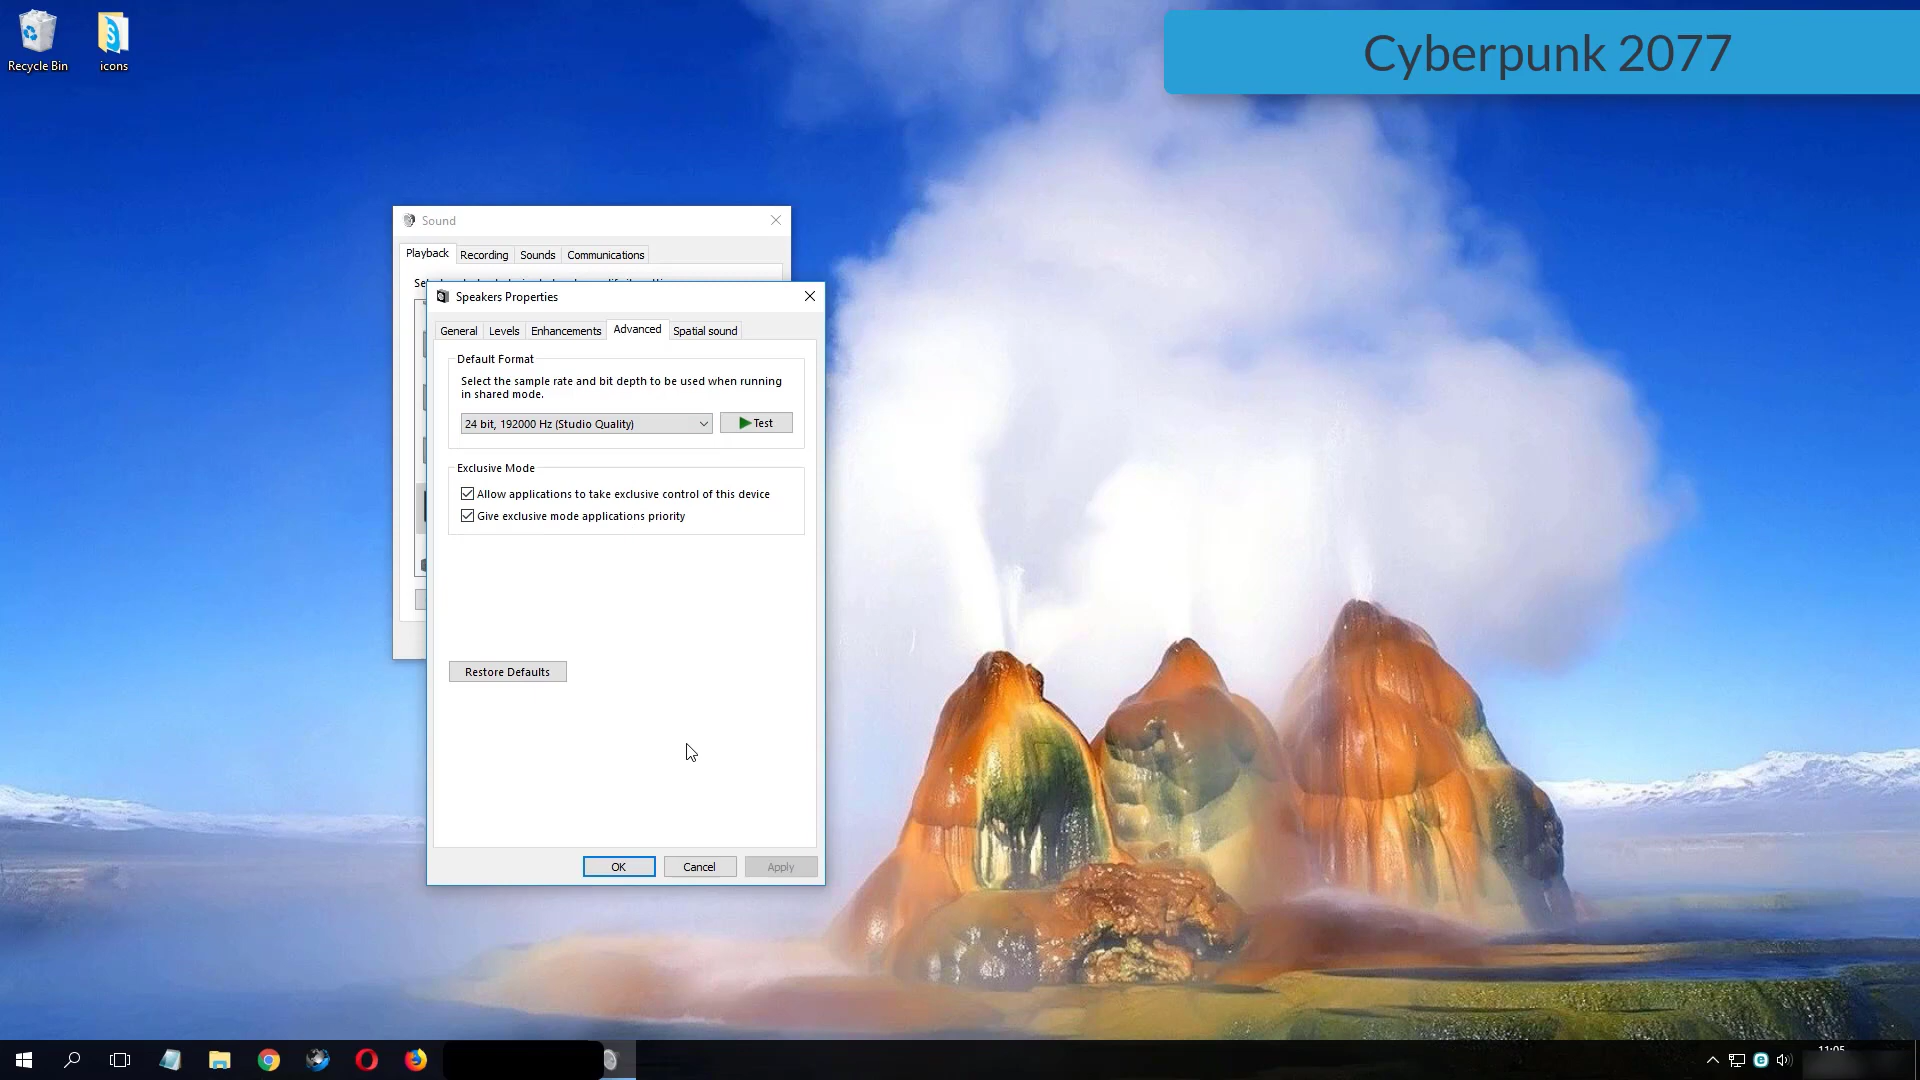 Recycle Bin
icons
Cyberpunk 2077
Sound
Playback
Recording
Sounds
Communications
Speakers Properties
General
Levels
Enhancements
Advanced
Spatial sound
Default Format
Select the sample rate and bit depth to be used when running
in shared mode.
24 bit, 192000 Hz (Studio Quality)
Test
Exclusive Mode
Allow applications to take exclusive control of this device
Give exclusive mode applications priority
Restore Defaults
OK
Cancel
Apply